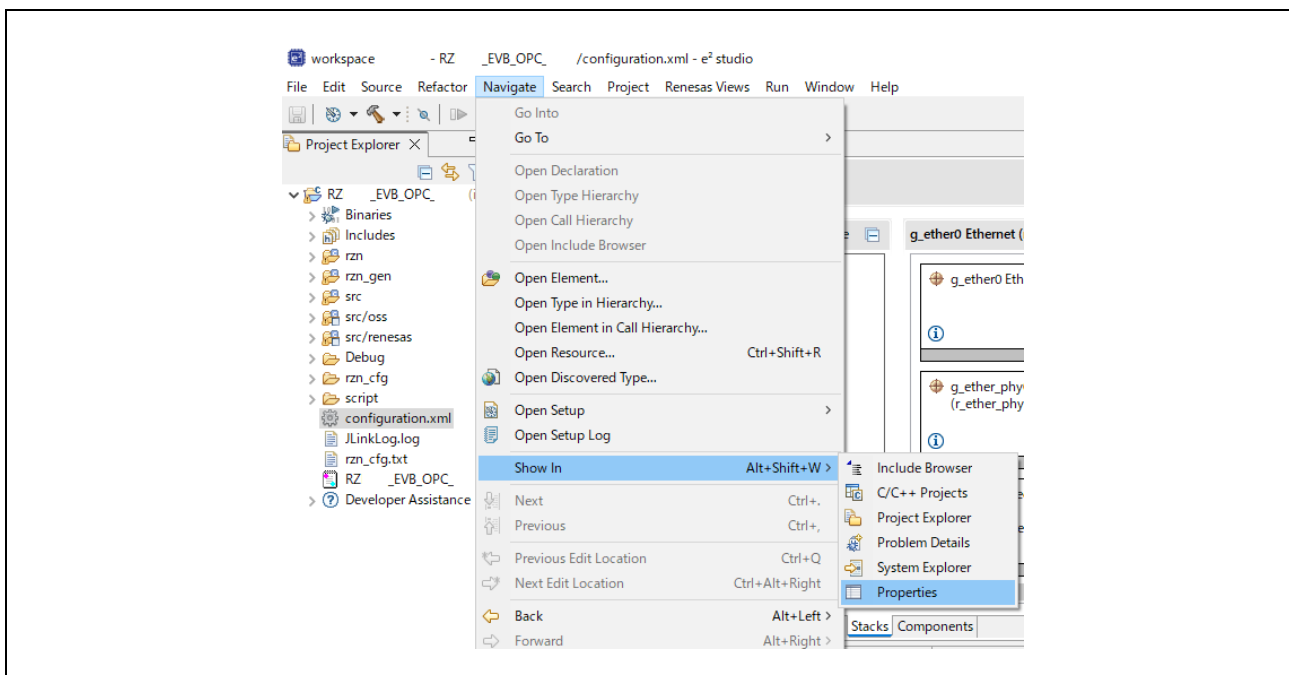 workspace - RZ _EVB_OPC_ /configuration.xml - e² studio
File Edit Source Refactor Navigate Search Project Renesas Views Run Window Help
Project Explorer
RZ _EVB_OPC_ (i
Binaries
Includes
rzn
rzn_gen
src
src/oss
src/renesas
Debug
rzn_cfg
script
configuration.xml
JLinkLog.log
rzn_cfg.txt
RZ _EVB_OPC_
Developer Assistance
Go Into
Go To
Open Declaration
Open Type Hierarchy
Open Call Hierarchy
Open Include Browser
Open Element...
Open Type in Hierarchy...
Open Element in Call Hierarchy...
Open Resource... Ctrl+Shift+R
Open Discovered Type...
Open Setup
Open Setup Log
Show In Alt+Shift+W >
Next Ctrl+.
Previous Ctrl+,
Previous Edit Location Ctrl+Q
Next Edit Location Ctrl+Alt+Right
Back Alt+Left >
Forward Alt+Right >
Include Browser
C/C++ Projects
Project Explorer
Problem Details
System Explorer
Properties
g_ether0 Ethernet (
g_ether0 Eth
g_ether_phy
(r_ether_phy
Stacks Components